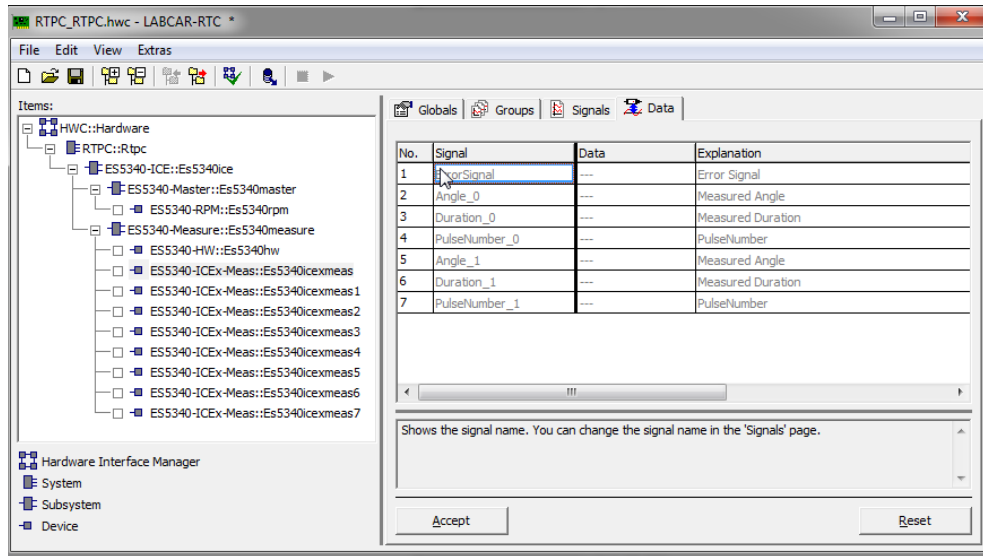 RTPC_RTPC.hwc - LABCAR-RTC *
File Edit View Extras
Items:
HWC::Hardware
RTPC::Rtpc
ES5340-ICE::Es5340ice
ES5340-Master::Es5340master
ES5340-RPM::Es5340rpm
ES5340-Measure::Es5340measure
ES5340-HW::Es5340hw
ES5340-ICEx-Meas::Es5340icexmeas
ES5340-ICEx-Meas::Es5340icexmeas1
ES5340-ICEx-Meas::Es5340icexmeas2
ES5340-ICEx-Meas::Es5340icexmeas3
ES5340-ICEx-Meas::Es5340icexmeas4
ES5340-ICEx-Meas::Es5340icexmeas5
ES5340-ICEx-Meas::Es5340icexmeas6
ES5340-ICEx-Meas::Es5340icexmeas7
Hardware Interface Manager
System
Subsystem
Device
Globals Groups Signals Data
No. Signal Data Explanation
1 ErrorSignal --- Error Signal
2 Angle_0 --- Measured Angle
3 Duration_0 --- Measured Duration
4 PulseNumber_0 --- PulseNumber
5 Angle_1 --- Measured Angle
6 Duration_1 --- Measured Duration
7 PulseNumber_1 --- PulseNumber
Shows the signal name. You can change the signal name in the 'Signals' page.
Accept Reset